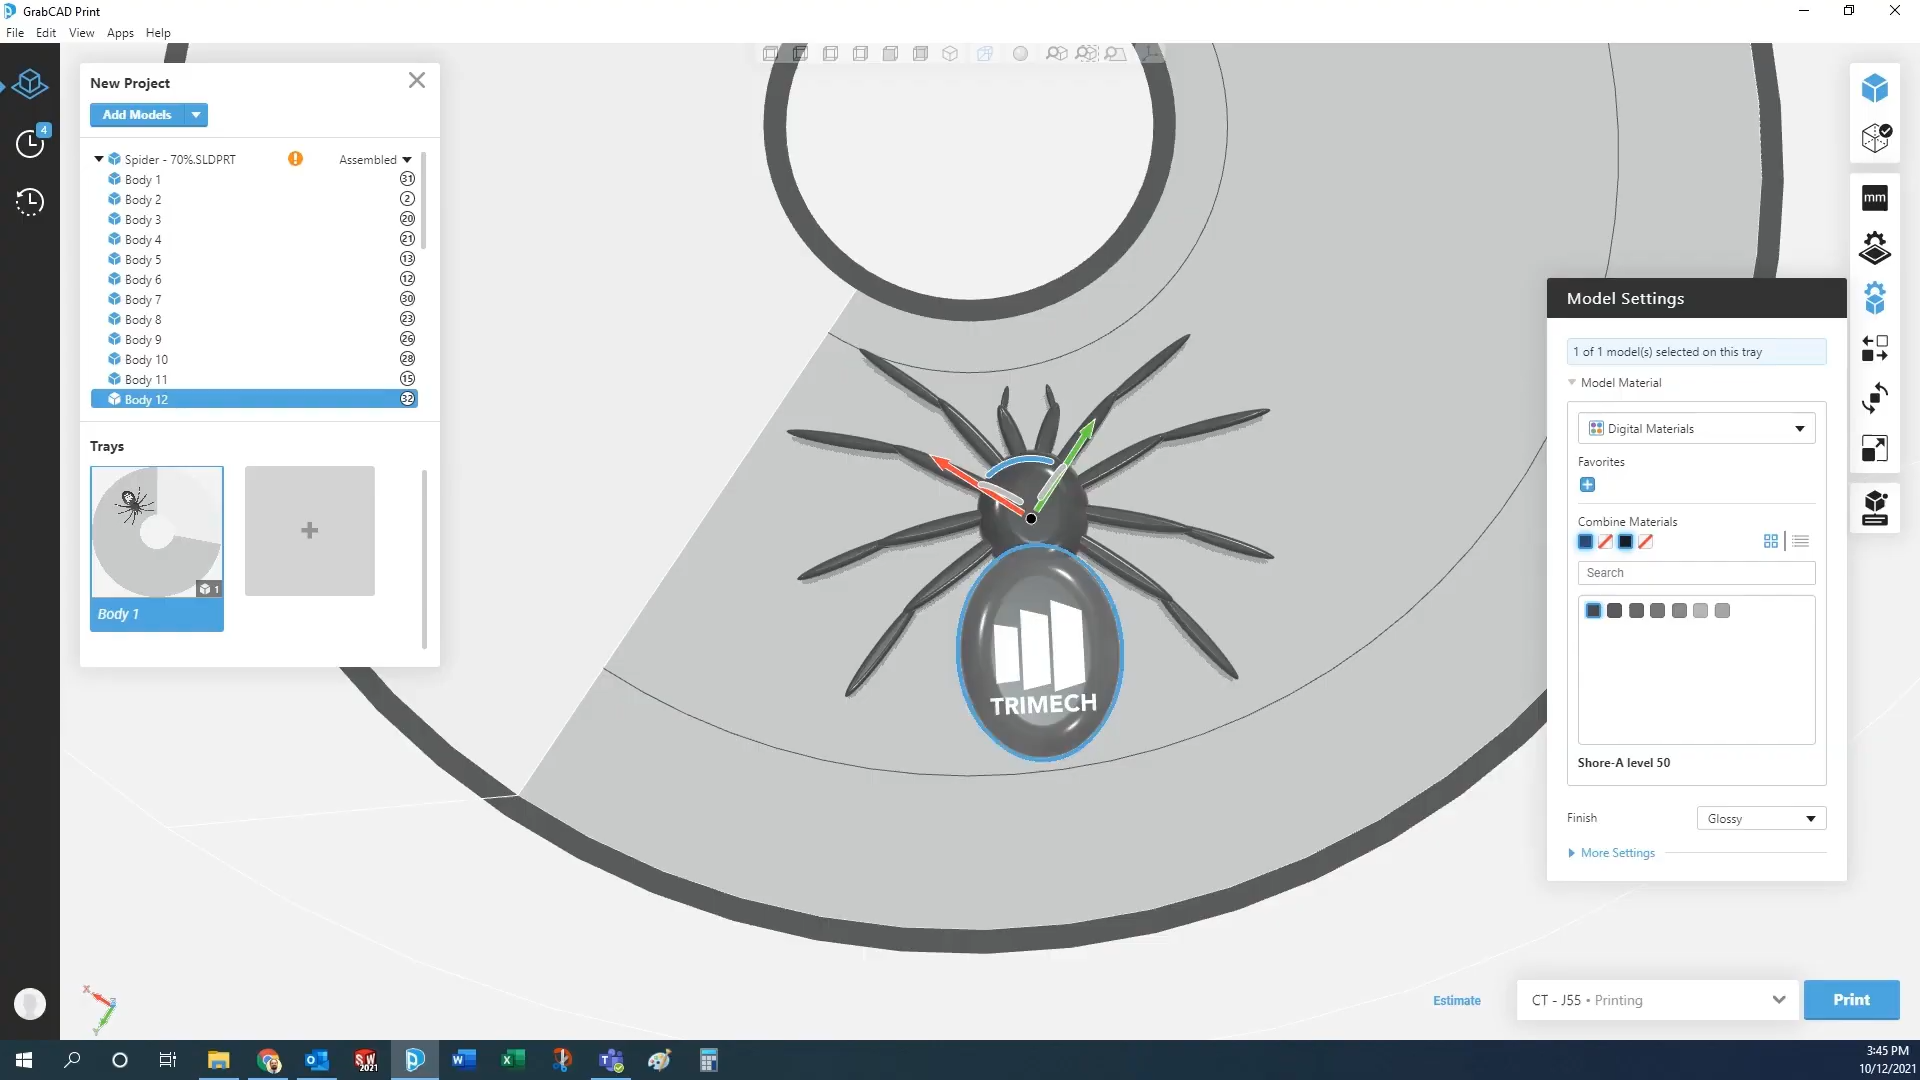 GrabCAD Print
File Edit View Apps Help
New Project
Add Models
Spider - 70%.SLDPRT Assembled
Body 1 31
Body 2 2
Body 3 20
Body 4 21
Body 5 13
Body 6 12
Body 7 30
Body 8 23
Body 9 26
Body 10 28
Body 11 15
Body 12 32
Trays
1
Body 1
4
TRIMECH
mm
Model Settings
1 of 1 model(s) selected on this tray
Model Material
Digital Materials
Favorites
Combine Materials
Search
Shore-A level 50
Finish Glossy
More Settings
Estimate CT - J55 • Printing Print
X
Y
SW
2021
3:45 PM
10/12/2021